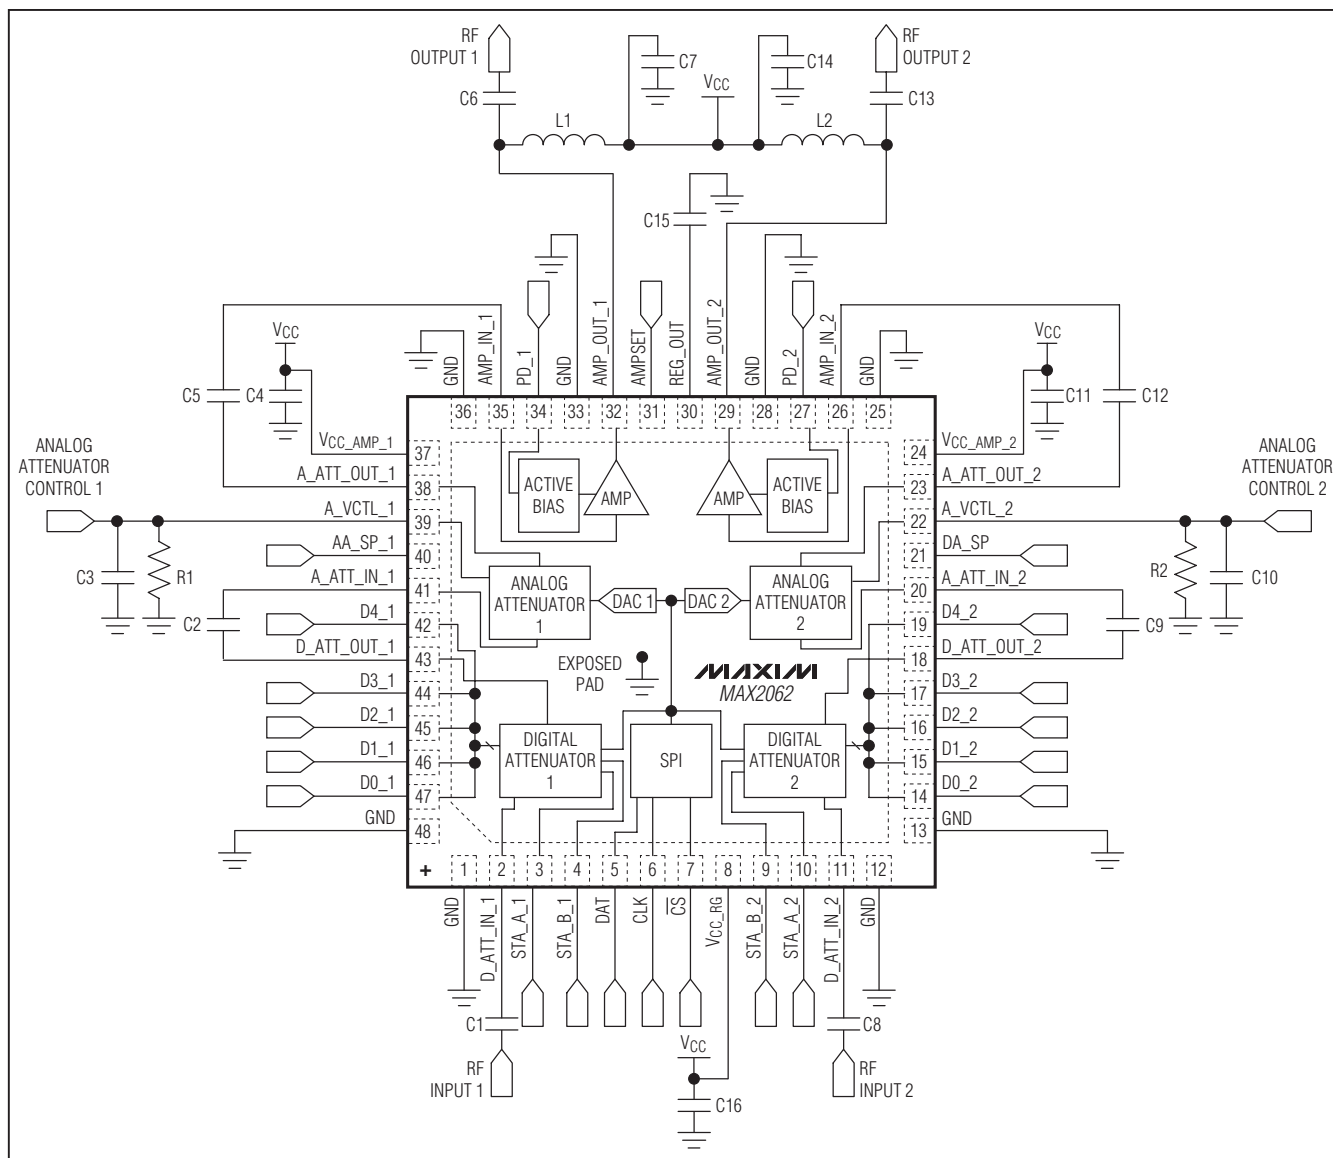 RF
OUTPUT 1
C6
L1
C7
VCC
C14
L2
RF
OUTPUT 2
C13
C15
AMP_IN_1
PD_1
GND
AMP_OUT_1
AMPSET
REG_OUT
AMP_OUT_2
GND
PD_2
AMP_IN_2
GND
GND
VCC
C5
C4
VCC
C11
C12
36
35
34
33
32
31
30
29
28
27
26
25
VCC_AMP_1
37
24
VCC_AMP_2
ANALOG
ATTENUATOR
CONTROL 1
A_ATT_OUT_1
38
ACTIVE
BIAS
AMP
AMP
ACTIVE
BIAS
23
A_ATT_OUT_2
ANALOG
ATTENUATOR
CONTROL 2
A_VCTL_1
39
22
A_VCTL_2
AA_SP_1
40
21
DA_SP
C3
R1
R2
C10
A_ATT_IN_1
41
ANALOG
ATTENUATOR
1
DAC 1
DAC 2
ANALOG
ATTENUATOR
2
20
A_ATT_IN_2
C2
D4_1
42
19
D4_2
C9
D_ATT_OUT_1
43
EXPOSED
PAD
MAXIM
MAX2062
18
D_ATT_OUT_2
D3_1
44
17
D3_2
D2_1
45
16
D2_2
DIGITAL
ATTENUATOR
1
SPI
DIGITAL
ATTENUATOR
2
D1_1
46
15
D1_2
D0_1
47
14
D0_2
GND
48
13
GND
+
1
2
3
4
5
6
7
8
9
10
11
12
GND
D_ATT_IN_1
STA_A_1
STA_B_1
DAT
CLK
C̅S̅
VCC_RG
STA_B_2
STA_A_2
D_ATT_IN_2
GND
C1
RF
INPUT 1
VCC
C16
C8
RF
INPUT 2